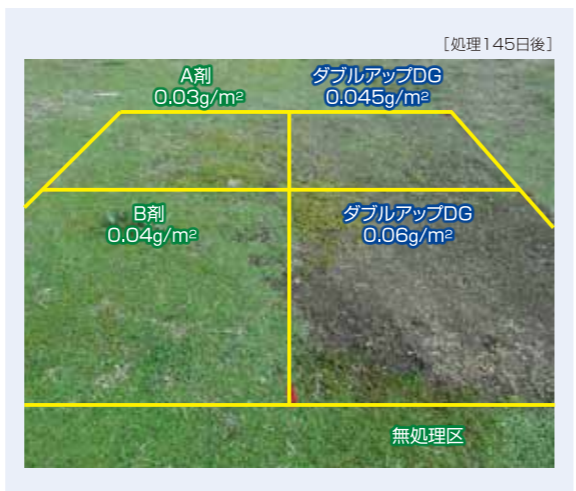 [処理145日後]
A剤
0.03g/m²
ダブルアップDG
0.045g/m²
B剤
0.04g/m²
ダブルアップDG
0.06g/m²
無処理区